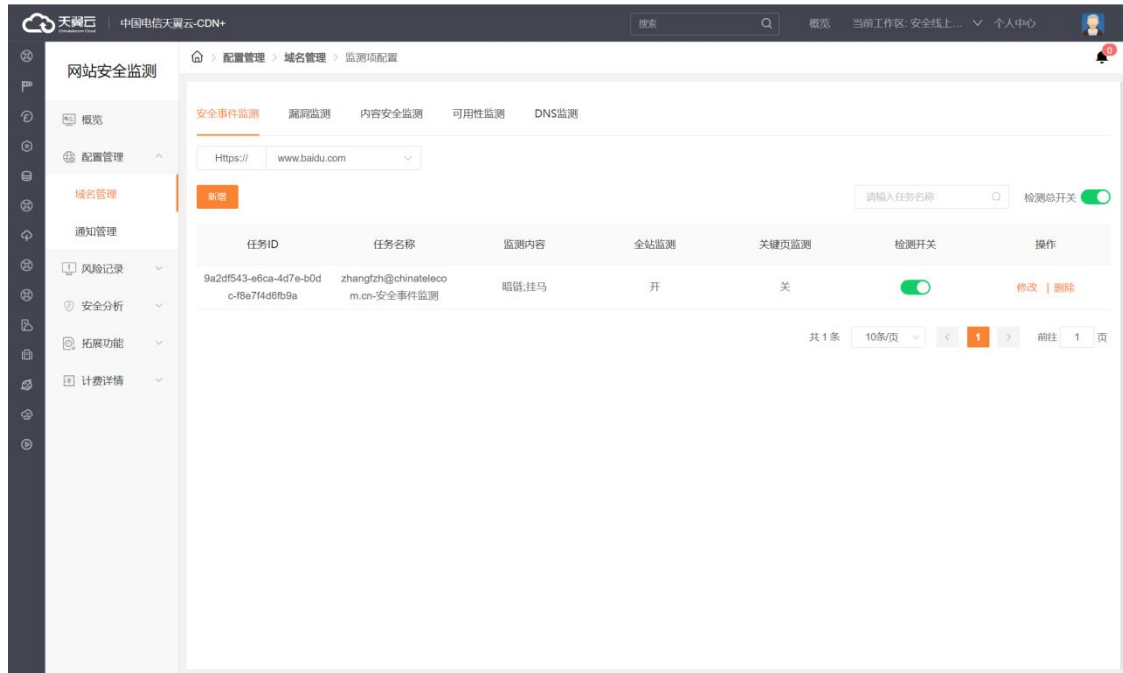 天翼云
中国电信天翼云-CDN+
搜索
概览
当前工作区: 安全线上...
个人中心
0
网站安全监测
概览
配置管理
域名管理
通知管理
风险记录
安全分析
拓展功能
计费详情
配置管理 > 域名管理 > 监测项配置
安全事件监测 漏洞监测 内容安全监测 可用性监测 DNS监测
Https:// www.baidu.com
新增
请输入任务名称
检测总开关
任务ID 任务名称 监测内容 全站监测 关键页监测 检测开关 操作
9a2df543-e6ca-4d7e-b0d
c-f8e7f4d6fb9a
zhangfzh@chinateleco
m.cn-安全事件监测
暗链;挂马
开
关
修改 | 删除
共 1 条 10条/页 < 1 > 前往 1 页